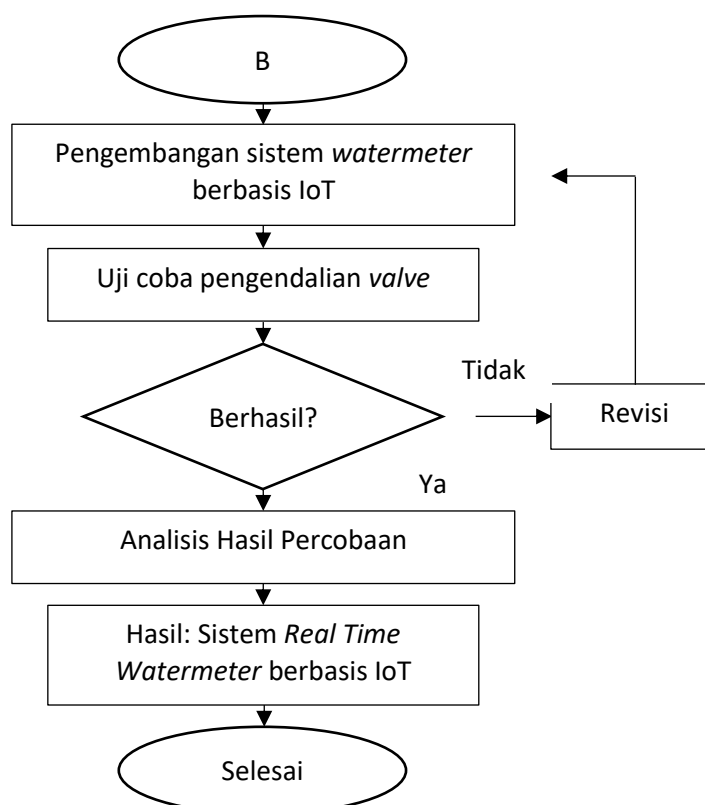 B
Pengembangan sistem watermeter
berbasis IoT
Uji coba pengendalian valve
Tidak
Berhasil?
Revisi
Ya
Analisis Hasil Percobaan
Hasil: Sistem Real Time
Watermeter berbasis IoT
Selesai